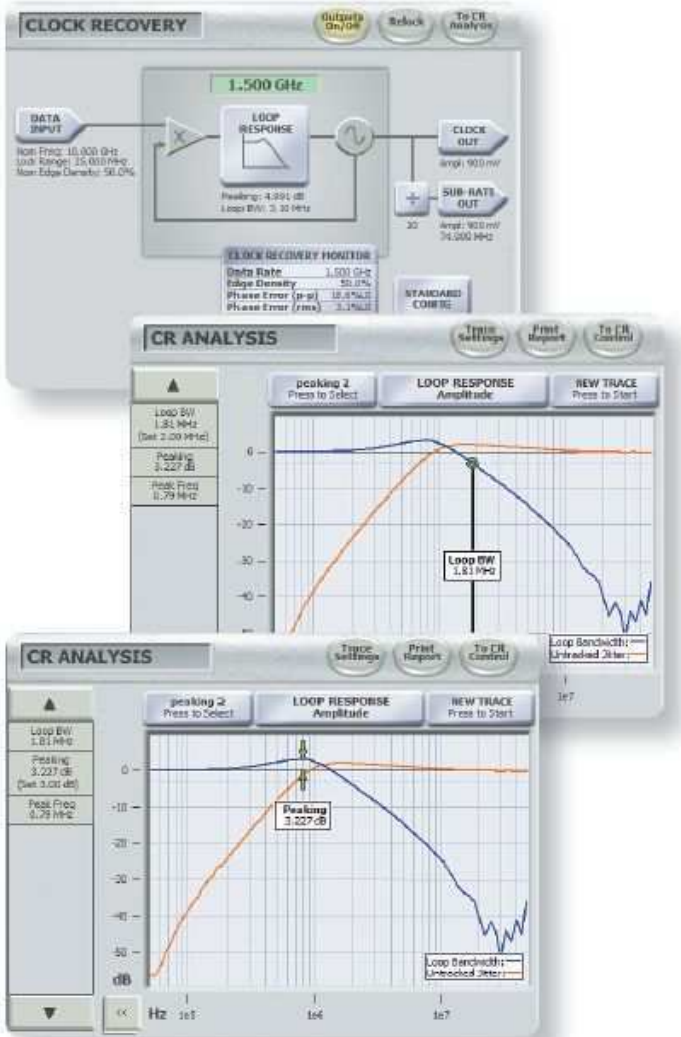 CLOCK RECOVERY
Outputs On/Off
Relock
To CR Analysis
1.500 GHz
DATA INPUT
LOOP RESPONSE
X
CLOCK OUT
Ampl: 900 mV
Lock Range: 25.000 MHz
Nom Edge Density: 50.0%
Peaking: 4.991 dB
Loop BW: 3.10 MHz
÷
20
SUB-RATE OUT
Ampl: 900 mV
CLOCK RECOVERY MONITOR
Data Rate 1.500 GHz
Edge Density 50.0%
Phase Error (p-p)
Phase Error (rms)
STANDARD CONFIG
CR ANALYSIS
Trace Settings
Print Report
To CR Control
▲
peaking 2
Press to Select
LOOP RESPONSE
Amplitude
NEW TRACE
Press to Start
Loop BW
1.81 MHz
(Set 2.00 MHz)
Peaking
3.227 dB
Peak Freq
0.79 MHz
0
-10
-20
-30
-40
Loop BW
1.81 MHz
Loop Bandwidth:
Untracked Jitter:
1e7
CR ANALYSIS
Trace Settings
Print Report
To CR Control
▲
peaking 2
Press to Select
LOOP RESPONSE
Amplitude
NEW TRACE
Press to Start
Loop BW
1.81 MHz
Peaking
3.227 dB
(Set 3.00 dB)
Peak Freq
0.79 MHz
0
-10
-20
-30
-40
-50
dB
Peaking
3.227 dB
Loop Bandwidth:
Untracked Jitter:
▼
<<
Hz
1e5
1e6
1e7